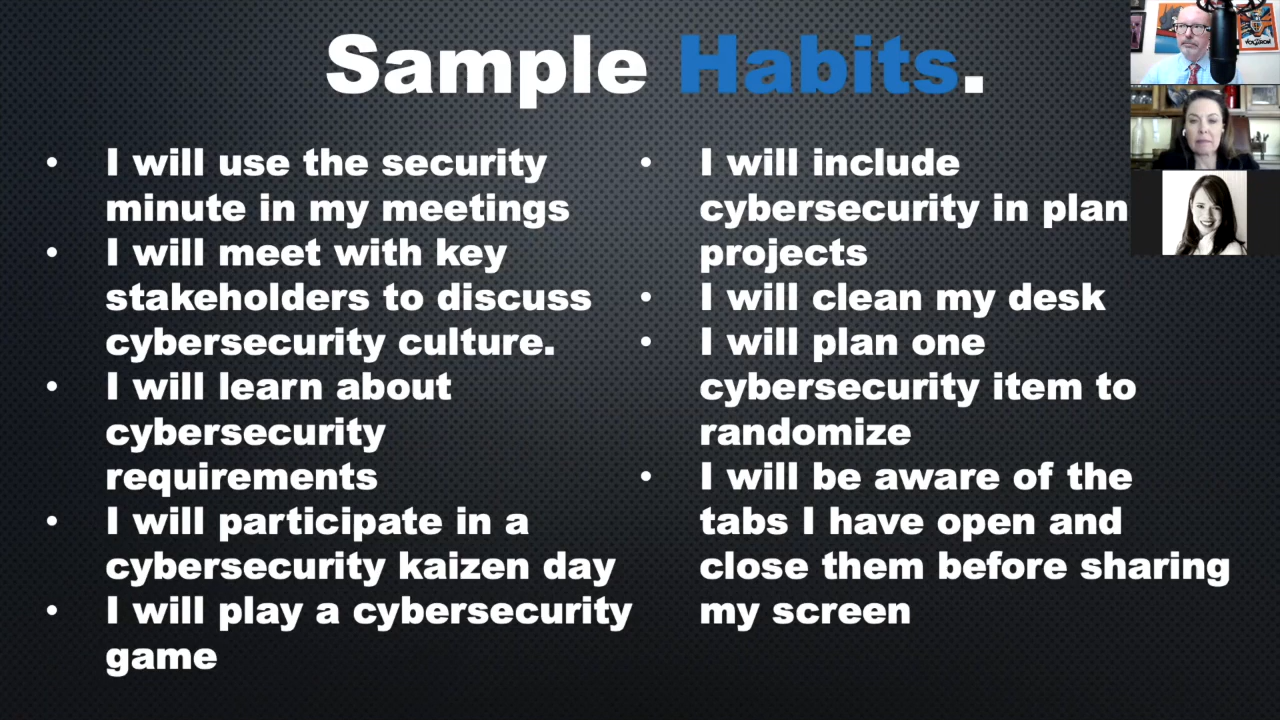 Sample Habits.
• I will use the security
minute in my meetings
• I will meet with key
stakeholders to discuss
cybersecurity culture.
• I will learn about
cybersecurity
requirements
• I will participate in a
cybersecurity kaizen day
• I will play a cybersecurity
game
• I will include
cybersecurity in plan
projects
• I will clean my desk
• I will plan one
cybersecurity item to
randomize
• I will be aware of the
tabs I have open and
close them before sharing
my screen